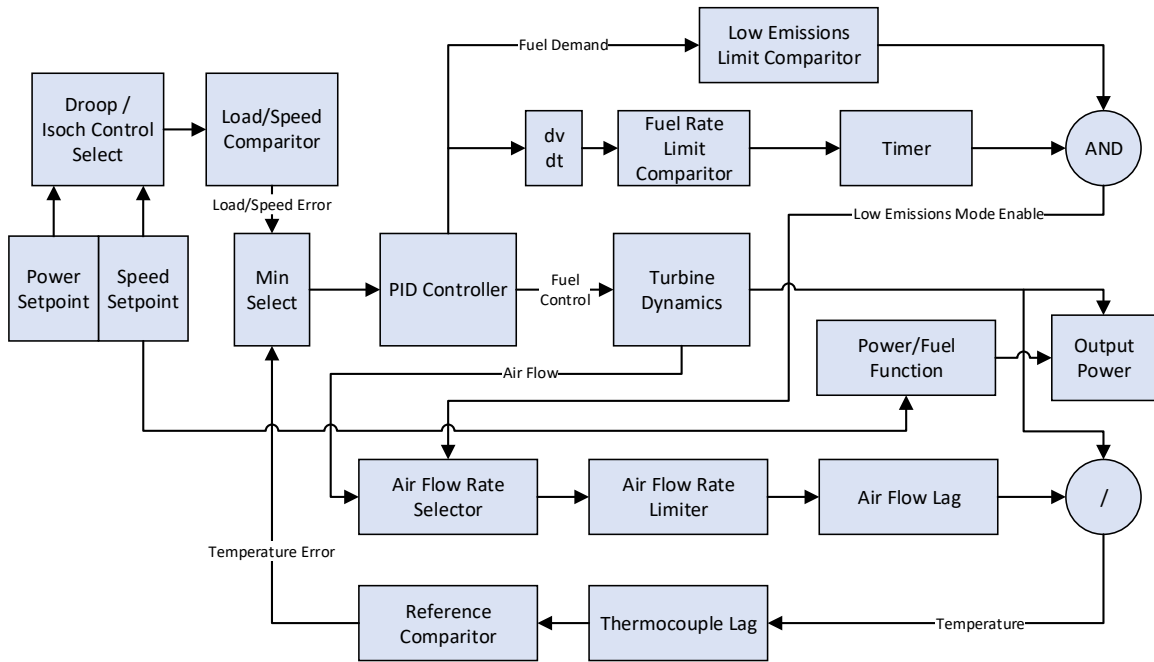 Fuel Demand
Low Emissions
Limit Comparitor
Droop /
Isoch Control
Select
Load/Speed
Comparitor
dv
dt
Fuel Rate
Limit
Comparitor
Timer
AND
Load/Speed Error
Low Emissions Mode Enable
Power
Setpoint
Speed
Setpoint
Min
Select
PID Controller
Fuel
Control
Turbine
Dynamics
Power/Fuel
Function
Output
Power
Air Flow
Air Flow Rate
Selector
Air Flow Rate
Limiter
Air Flow Lag
/
Temperature Error
Reference
Comparitor
Thermocouple Lag
Temperature